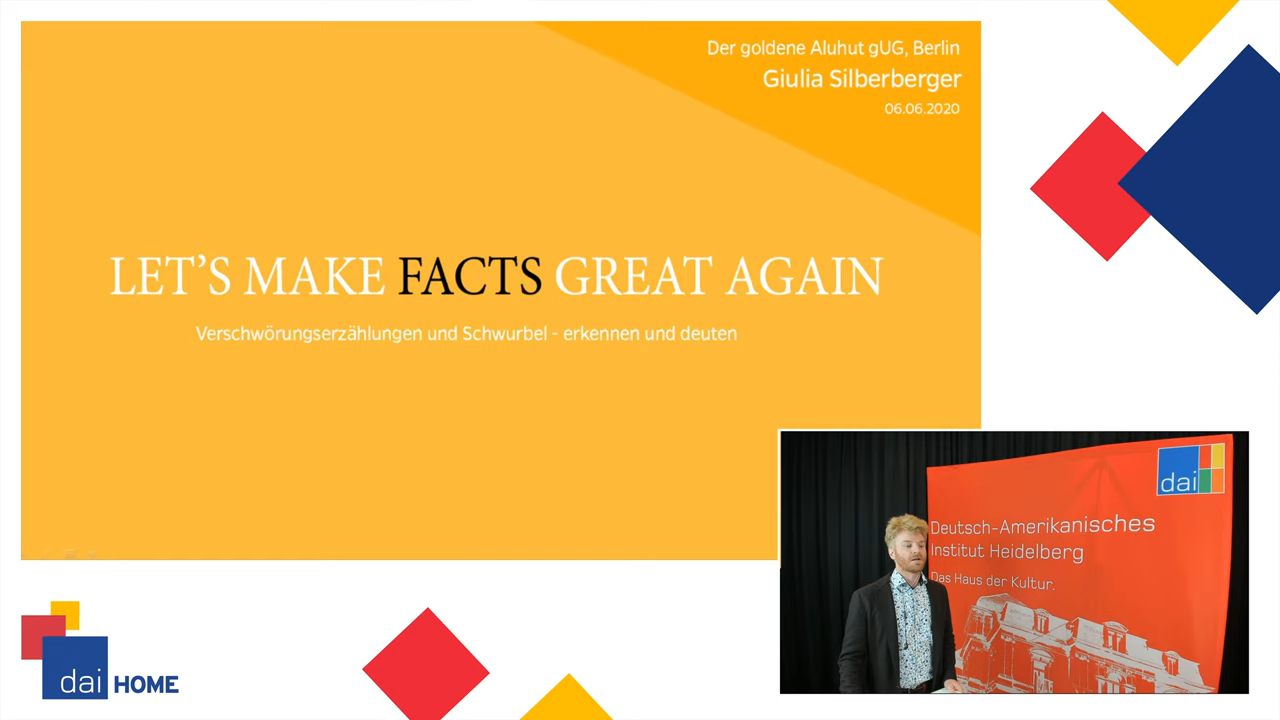 Der goldene Aluhut gUG, Berlin
Giulia Silberberger
06.06.2020
LET'S MAKE FACTS GREAT AGAIN
Verschwörungserzählungen und Schwurbel - erkennen und deuten
dai
Deutsch-Amerikanisches
Institut Heidelberg
Das Haus der Kultur.
dai HOME